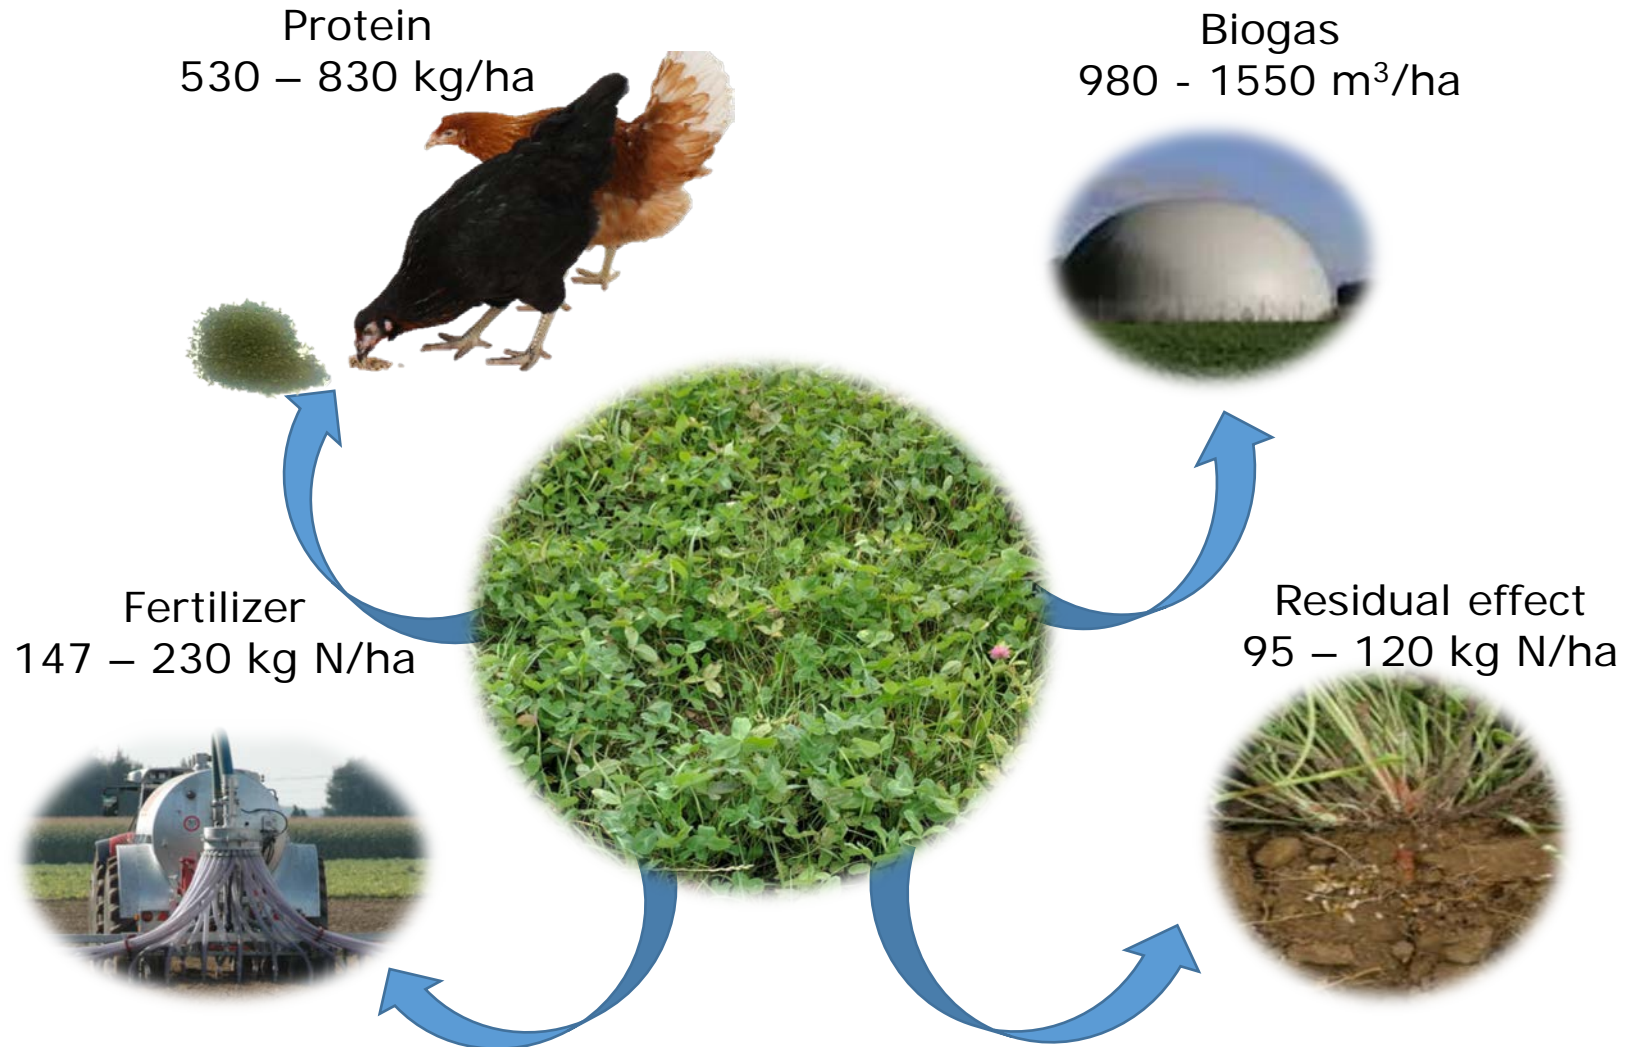 Protein
530 – 830 kg/ha
Biogas
980 - 1550 m³/ha
Fertilizer
147 – 230 kg N/ha
Residual effect
95 – 120 kg N/ha